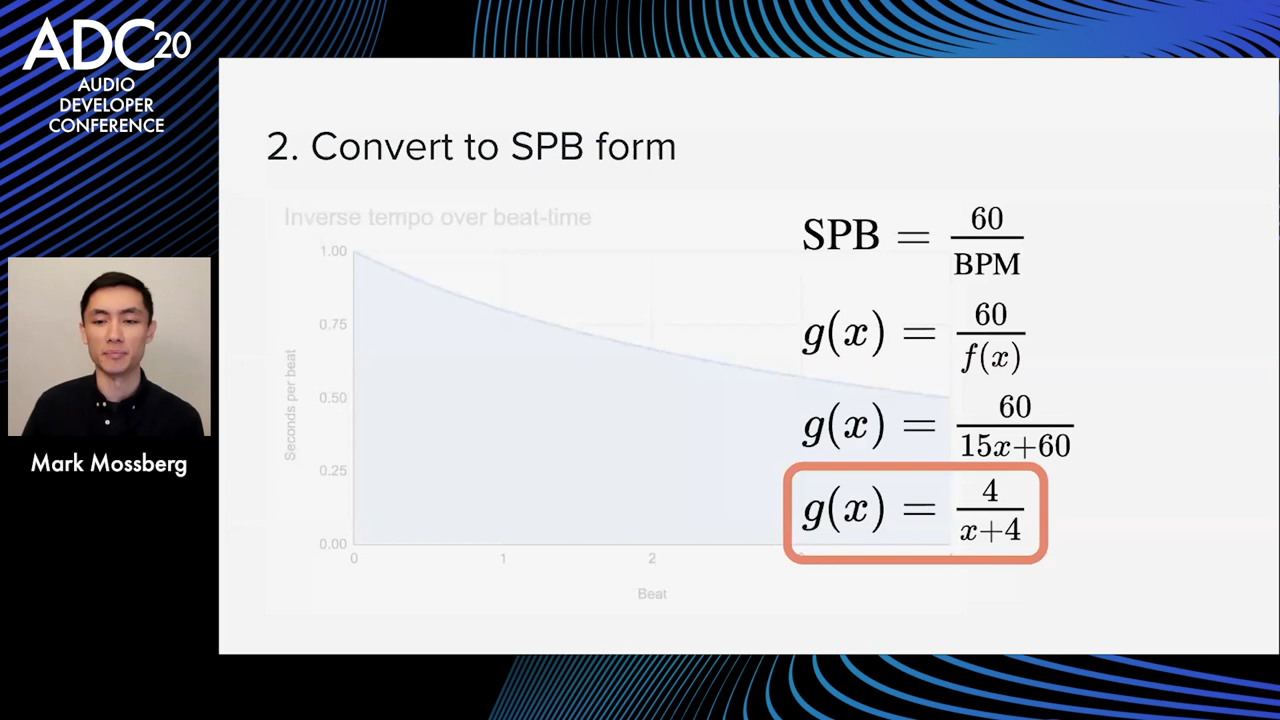 ADC20
AUDIO
DEVELOPER
CONFERENCE
Mark Mossberg
2. Convert to SPB form
Inverse tempo over beat-time
Seconds per beat
1.00
0.75
0.50
0.25
0.00
0 1 2
Beat
SPB = 60/BPM
g(x) = 60/f(x)
g(x) = 60/15x+60
g(x) = 4/x+4